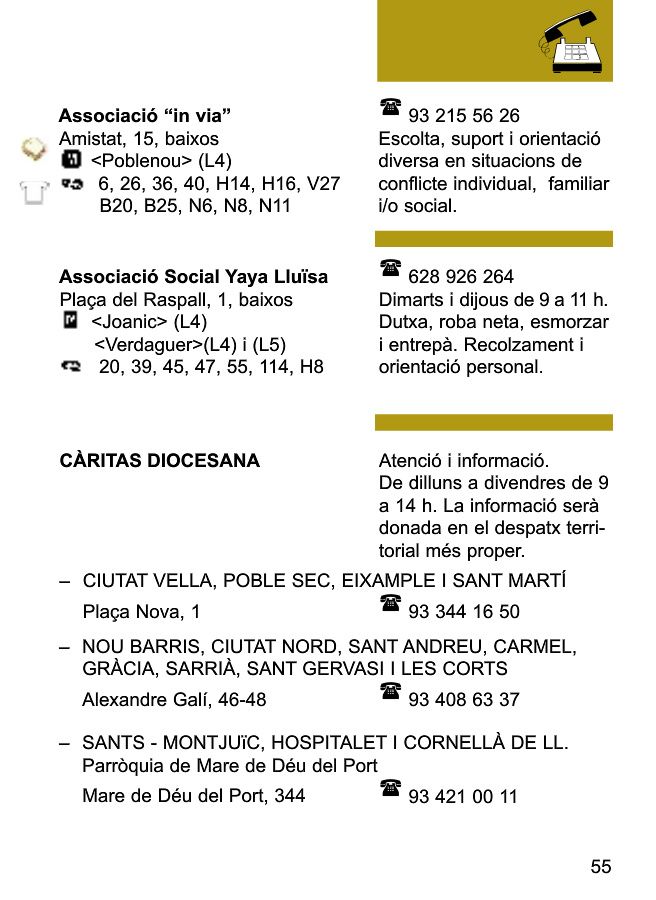 Associació “in via”
Amistat, 15, baixos
<Poblenou> (L4)
6, 26, 36, 40, H14, H16, V27
B20, B25, N6, N8, N11
93 215 56 26
Escolta, suport i orientació
diversa en situacions de
conflicte individual, familiar
i/o social.
Associació Social Yaya Lluïsa
Plaça del Raspall, 1, baixos
<Joanic> (L4)
<Verdaguer>(L4) i (L5)
20, 39, 45, 47, 55, 114, H8
628 926 264
Dimarts i dijous de 9 a 11 h.
Dutxa, roba neta, esmorzar
i entrepà. Recolzament i
orientació personal.
CÀRITAS DIOCESANA
Atenció i informació.
De dilluns a divendres de 9
a 14 h. La informació serà
donada en el despatx terri-
torial més proper.
– CIUTAT VELLA, POBLE SEC, EIXAMPLE I SANT MARTÍ
Plaça Nova, 1 93 344 16 50
– NOU BARRIS, CIUTAT NORD, SANT ANDREU, CARMEL,
GRÀCIA, SARRIÀ, SANT GERVASI I LES CORTS
Alexandre Galí, 46-48 93 408 63 37
– SANTS - MONTJUïC, HOSPITALET I CORNELLÀ DE LL.
Parròquia de Mare de Déu del Port
Mare de Déu del Port, 344 93 421 00 11
55